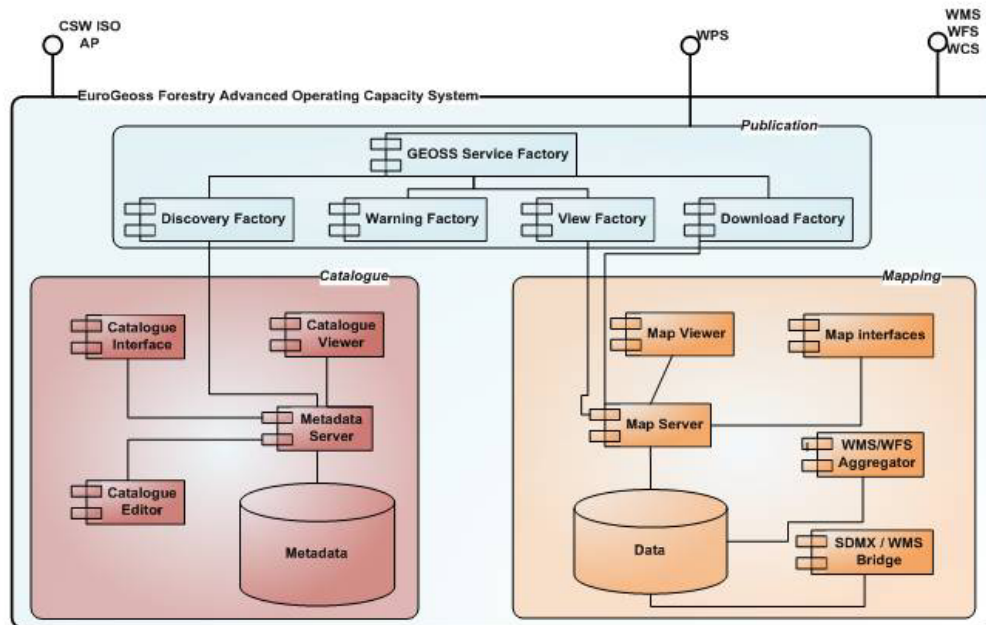 CSW ISO
AP
WPS
WMS
WFS
WCS
EuroGeoss Forestry Advanced Operating Capacity System
Publication
GEOSS Service Factory
Discovery Factory
Warning Factory
View Factory
Download Factory
Catalogue
Catalogue
Interface
Catalogue
Viewer
Metadata
Server
Catalogue
Editor
Metadata
Mapping
Map Viewer
Map interfaces
Map Server
WMS/WFS
Aggregator
Data
SDMX / WMS
Bridge